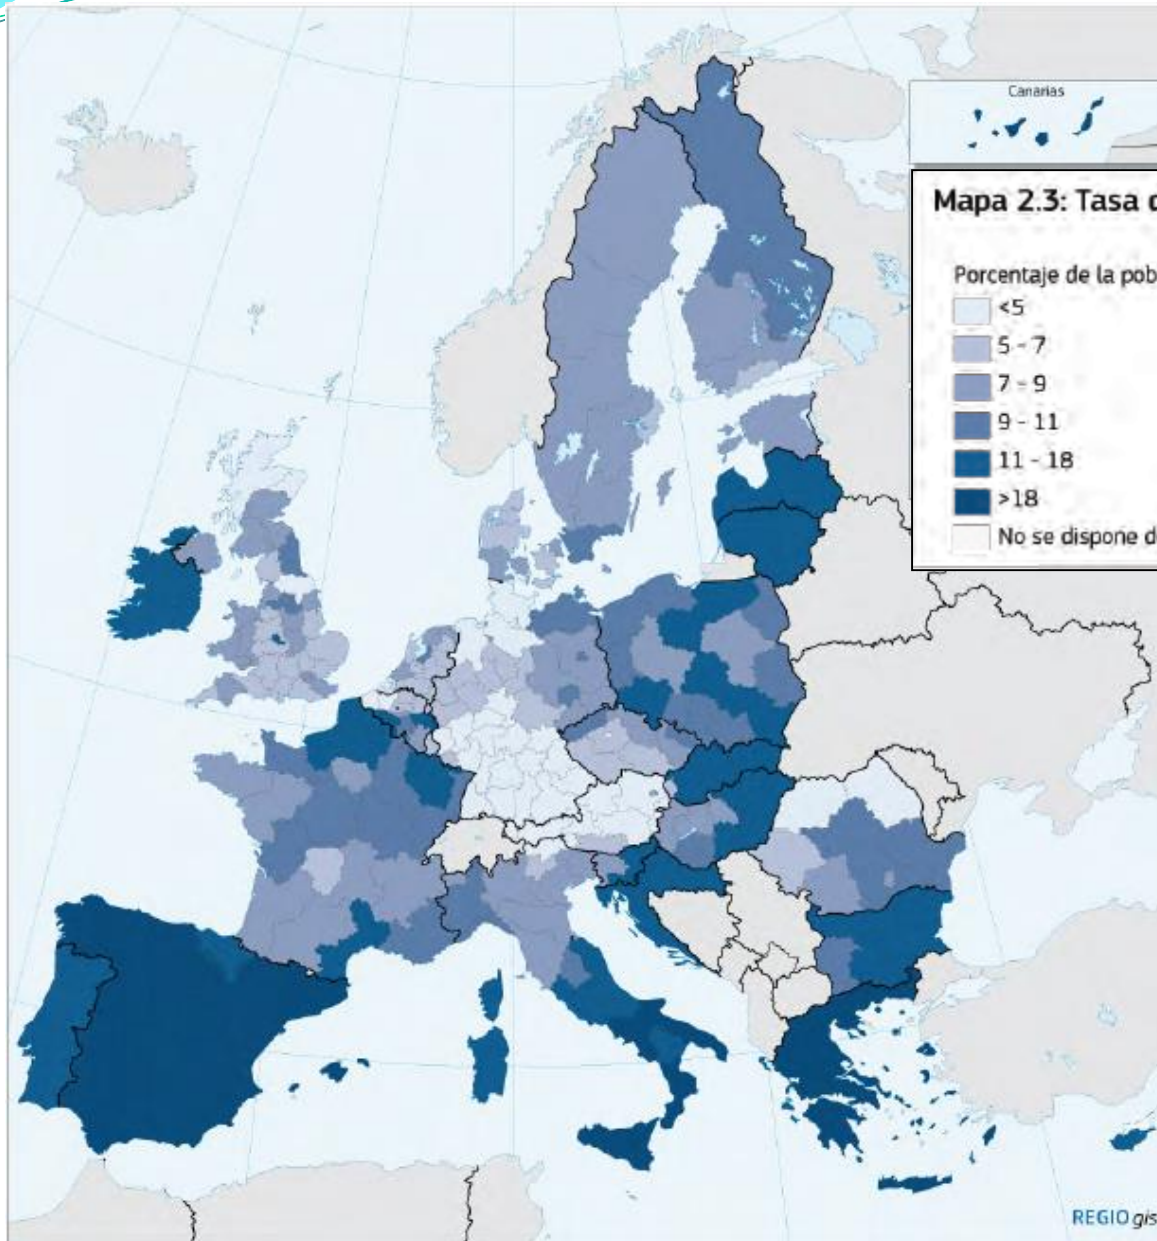 Canarias
Mapa 2.3: Tasa d
Porcentaje de la pob
<5
5 - 7
7 - 9
9 - 11
11 - 18
>18
No se dispone d
REGIOgis